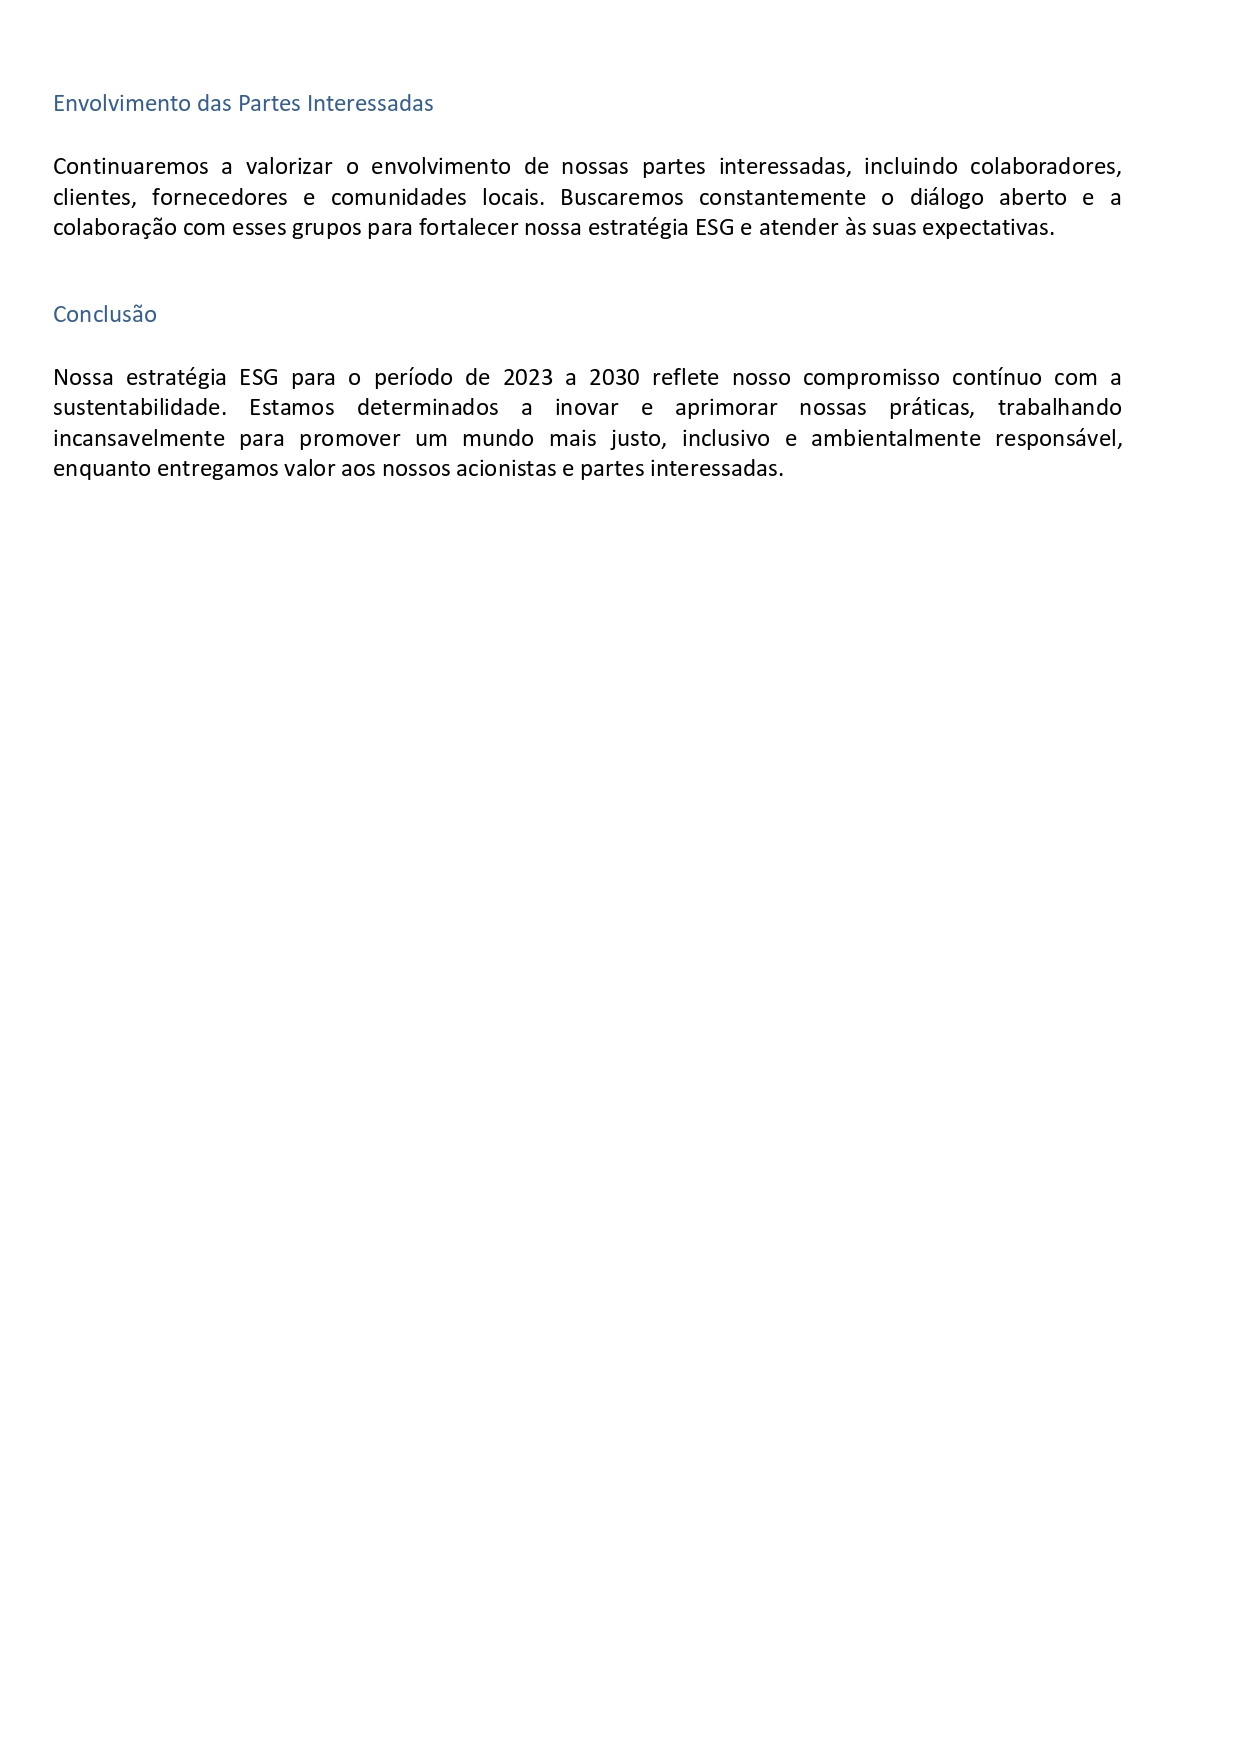 Envolvimento das Partes Interessadas
Continuaremos a valorizar o envolvimento de nossas partes interessadas, incluindo colaboradores,
clientes, fornecedores e comunidades locais. Buscaremos constantemente o diálogo aberto e a
colaboração com esses grupos para fortalecer nossa estratégia ESG e atender às suas expectativas.
Conclusão
Nossa estratégia ESG para o período de 2023 a 2030 reflete nosso compromisso contínuo com a
sustentabilidade. Estamos determinados a inovar e aprimorar nossas práticas, trabalhando
incansavelmente para promover um mundo mais justo, inclusivo e ambientalmente responsável,
enquanto entregamos valor aos nossos acionistas e partes interessadas.